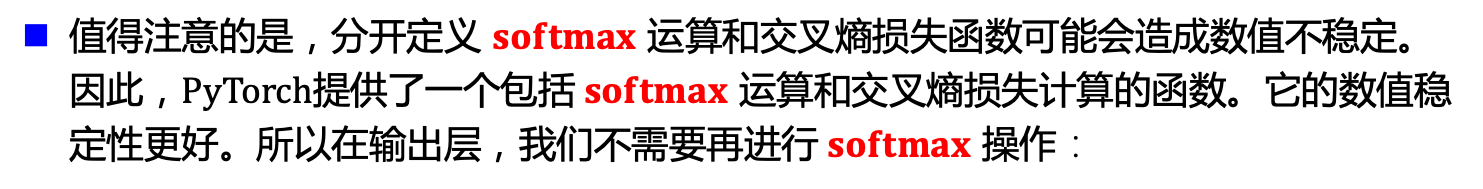 值得注意的是，分开定义 softmax 运算和交叉熵损失函数可能会造成数值不稳定。
因此，PyTorch提供了一个包括 softmax 运算和交叉熵损失计算的函数。它的数值稳
定性更好。所以在输出层，我们不需要再进行 softmax 操作：